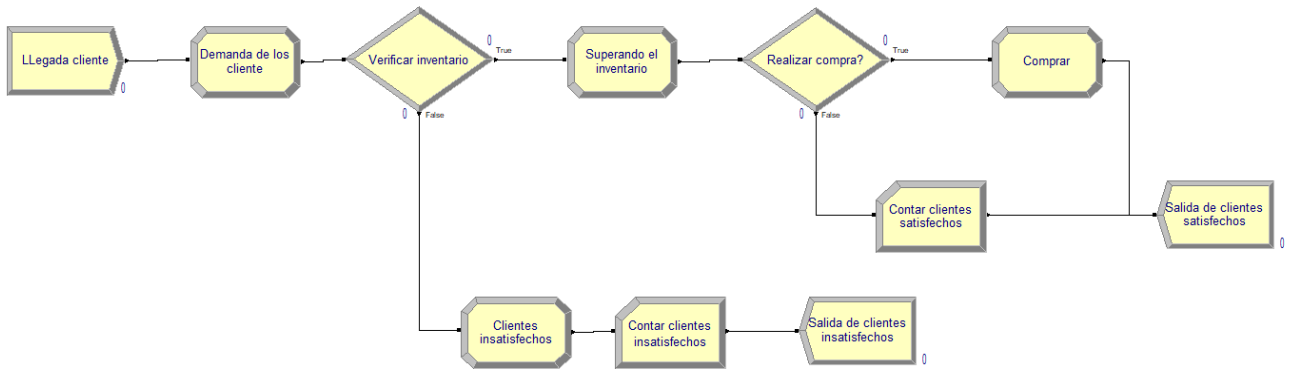 LLegada cliente
0
Demanda de los
cliente
Verificar inventario
0
True
0
False
Superando el
inventario
Realizar compra?
0
True
0
False
Comprar
Contar clientes
satisfechos
Salida de clientes
satisfechos
0
Clientes
insatisfechos
Contar clientes
insatisfechos
Salida de clientes
insatisfechos
0